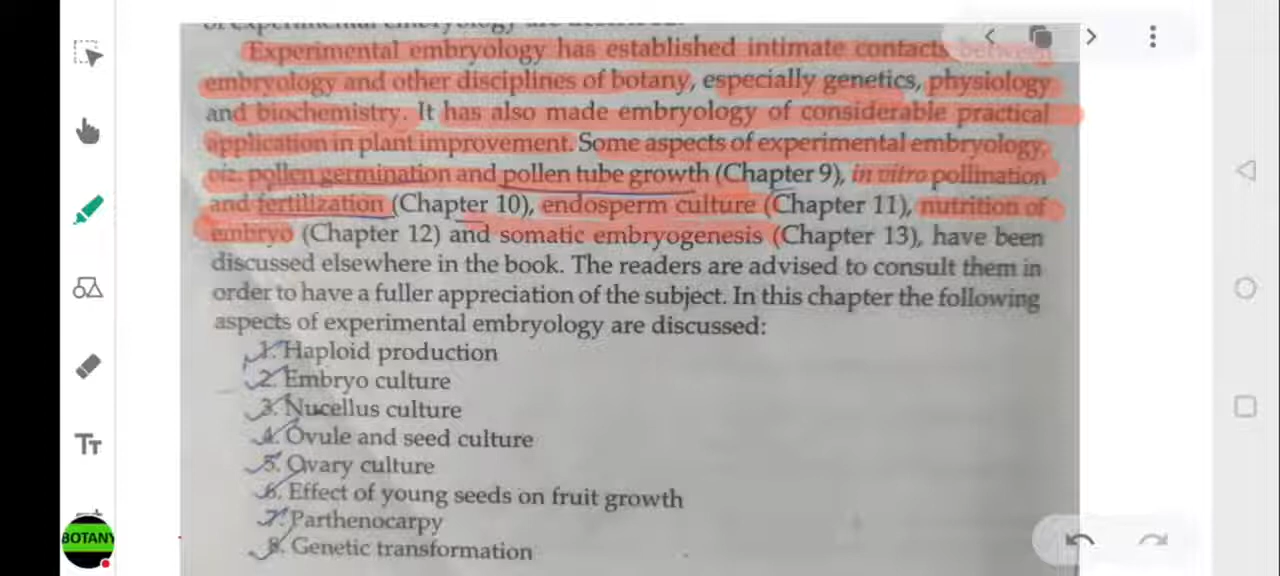 of experimental embryology are described.
Experimental embryology has established intimate contacts between
embryology and other disciplines of botany, especially genetics, physiology
and biochemistry. It has also made embryology of considerable practical
application in plant improvement. Some aspects of experimental embryology,
viz. pollen germination and pollen tube growth (Chapter 9), in vitro pollination
and fertilization (Chapter 10), endosperm culture (Chapter 11), nutrition of
embryo (Chapter 12) and somatic embryogenesis (Chapter 13), have been
discussed elsewhere in the book. The readers are advised to consult them in
order to have a fuller appreciation of the subject. In this chapter the following
aspects of experimental embryology are discussed:
1. Haploid production
2. Embryo culture
3. Nucellus culture
4. Ovule and seed culture
5. Ovary culture
6. Effect of young seeds on fruit growth
7. Parthenocarpy
8. Genetic transformation
TT
BOTANY